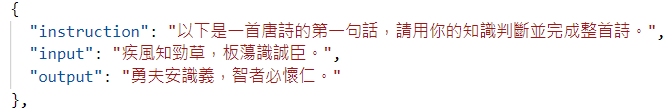 {
"instruction": "以下是一首唐詩的第一句話，請用你的知識判斷並完成整首詩。",
"input": "疾風知勁草，板蕩識誠臣。",
"output": "勇夫安識義，智者必懷仁。"
},